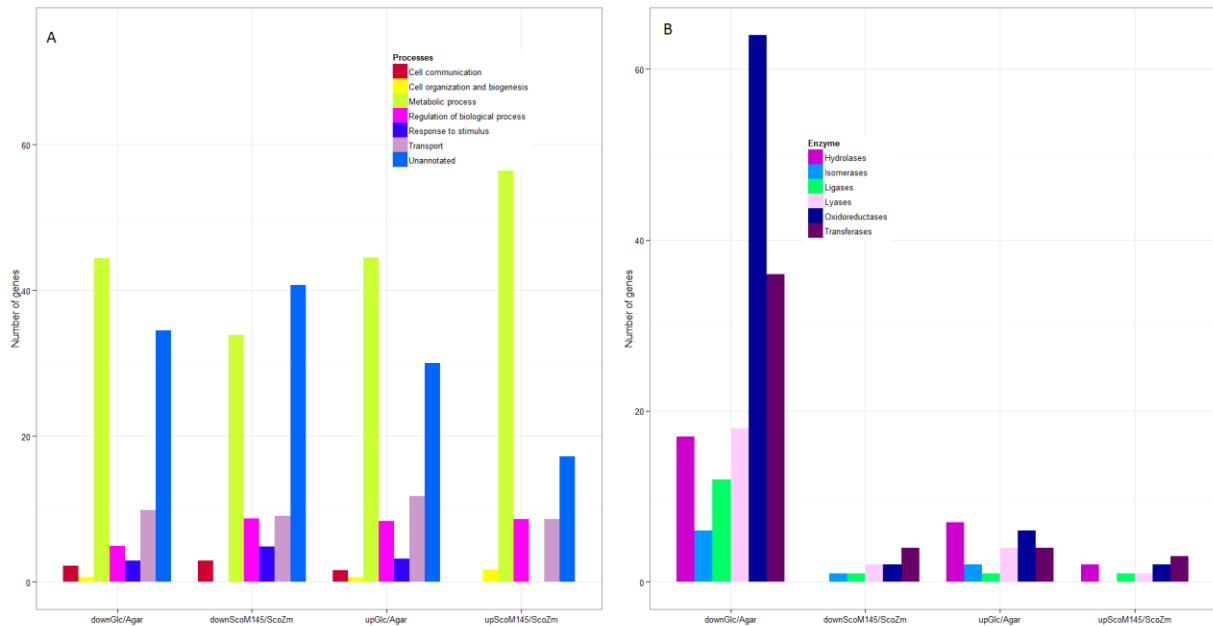 A
Processes
Cell communication
Cell organization and biogenesis
Metabolic process
Regulation of biological process
Response to stimulus
Transport
Unannotated
Number of genes
60
40
20
0
downGlc/Agar
downScoM145/ScoZm
upGlc/Agar
upScoM145/ScoZm
B
Enzyme
Hydrolases
Isomerases
Ligases
Lyases
Oxidoreductases
Transferases
Number of genes
60
40
20
0
downGlc/Agar
downScoM145/ScoZm
upGlc/Agar
upScoM145/ScoZm